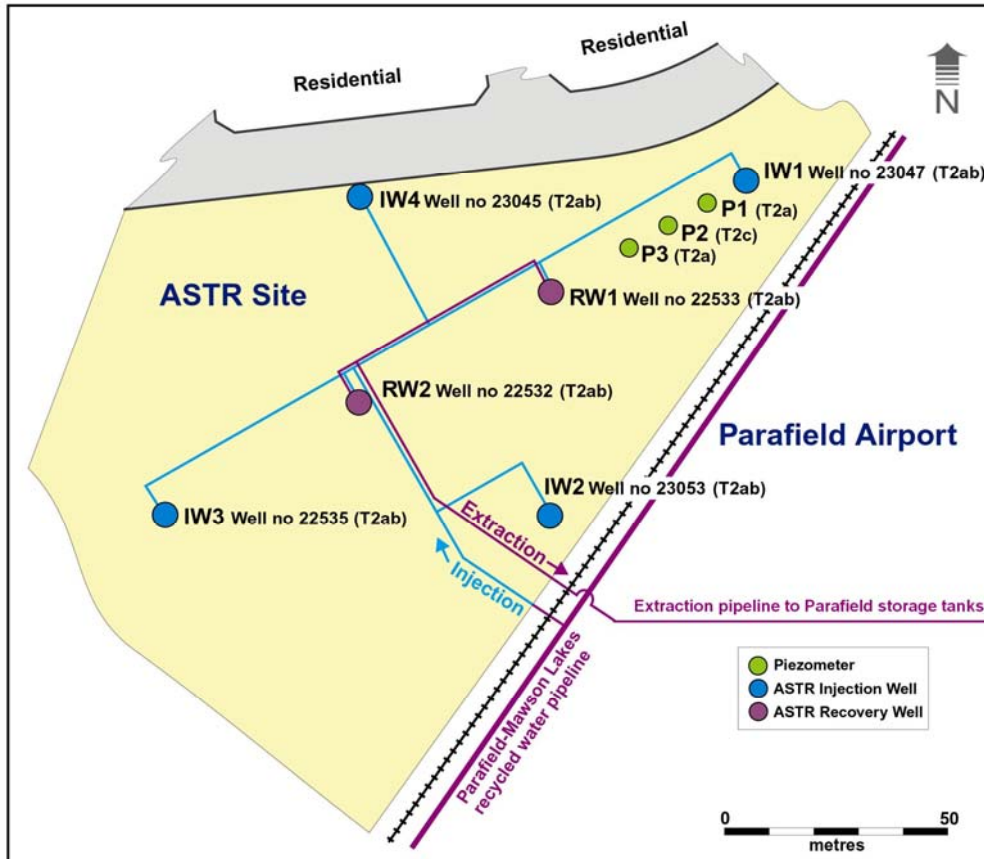 Residential
Residential
N
IW1 Well no 23047 (T2ab)
IW4 Well no 23045 (T2ab)
P1 (T2a)
P2 (T2c)
P3 (T2a)
ASTR Site
RW1 Well no 22533 (T2ab)
RW2 Well no 22532 (T2ab)
Parafield Airport
IW2 Well no 23053 (T2ab)
IW3 Well no 22535 (T2ab)
Extraction
Injection
Extraction pipeline to Parafield storage tanks
Parafield-Mawson Lakes
recycled water pipeline
Piezometer
ASTR Injection Well
ASTR Recovery Well
0 50
metres